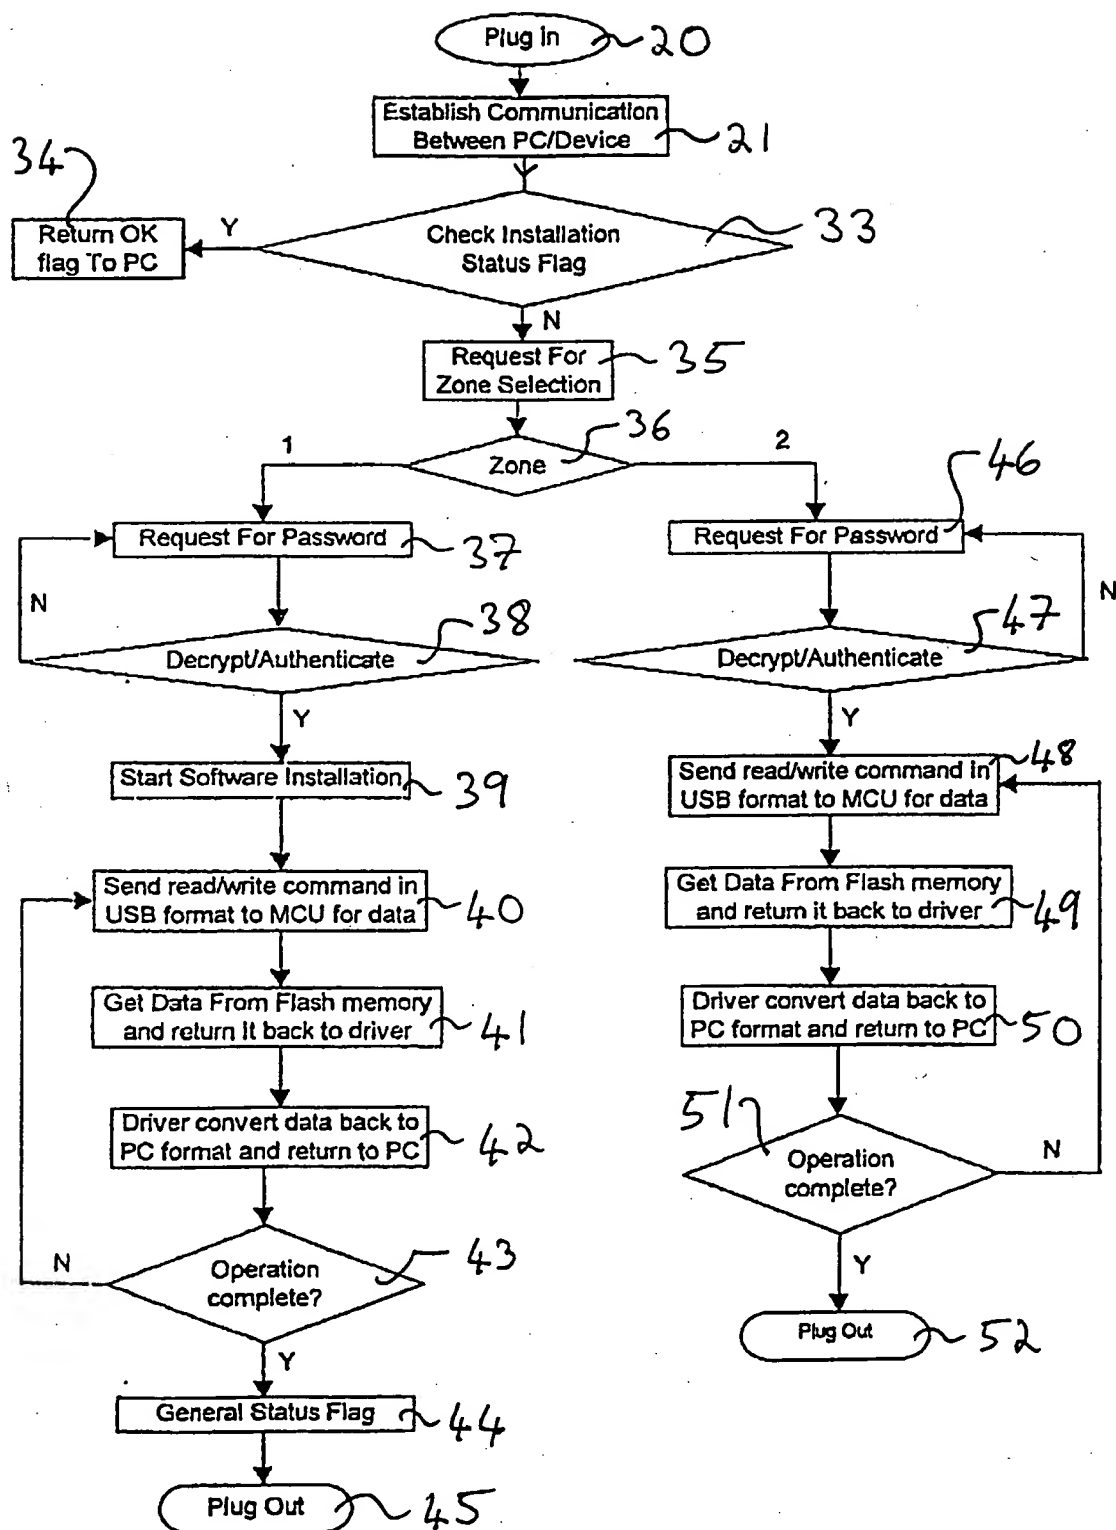 Plug in
20
Establish Communication
Between PC/Device
21
34
Return OK
flag To PC
Y
Check Installation
Status Flag
33
N
Request For
Zone Selection
35
1
Zone
36
2
46
Request For Password
37
Request For Password
N
N
38
Decrypt/Authenticate
47
Decrypt/Authenticate
Y
Y
Start Software Installation
39
Send read/write command in
USB format to MCU for data
48
Send read/write command in
USB format to MCU for data
40
Get Data From Flash memory
and return it back to driver
49
Get Data From Flash memory
and return it back to driver
41
Driver convert data back to
PC format and return to PC
50
Driver convert data back to
PC format and return to PC
42
51
Operation
complete?
N
N
Operation
complete?
43
Y
Plug Out
52
Y
General Status Flag
44
Plug Out
45